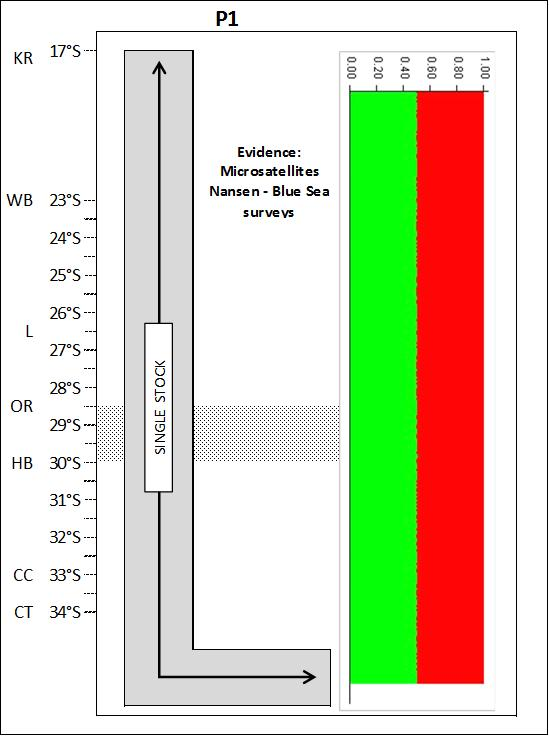 P1
KR 17°S
0.00 0.20 0.40 0.60 0.80 1.00
Evidence:
Microsatellites
Nansen - Blue Sea
surveys
WB 23°S
24°S
25°S
26°S
L
27°S
28°S
OR
29°S
HB 30°S
31°S
32°S
CC 33°S
CT 34°S
SINGLE STOCK